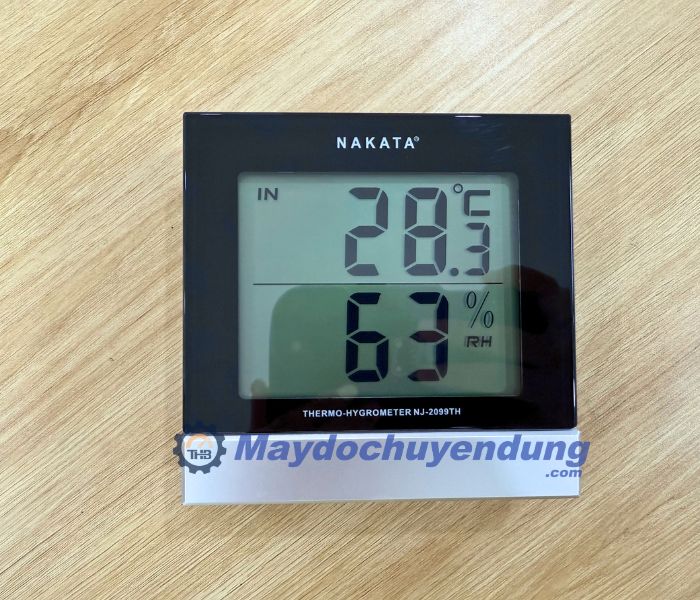 NAKATA®
IN 28.3 °C
63 % RH
THERMO-HYGROMETER NJ-2099TH
THB Maydochuyendung
.com